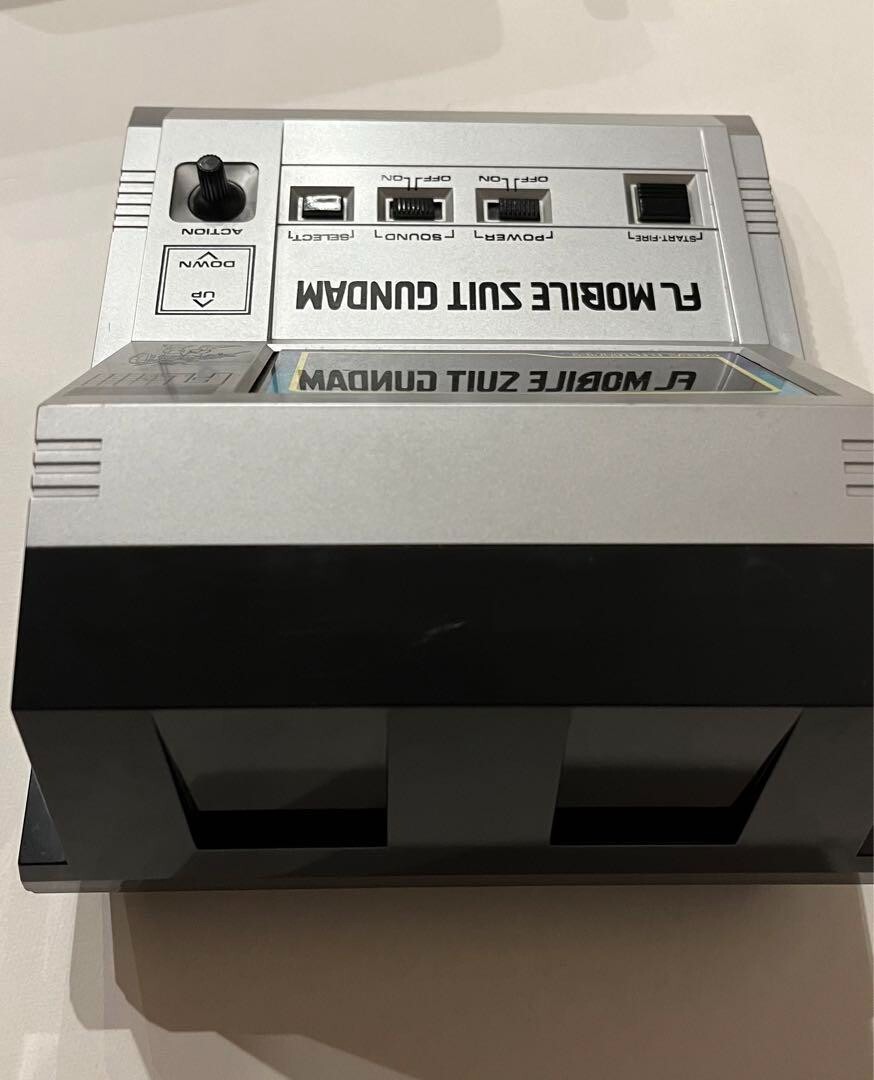 FL MOBILE SUIT GUNDAM
FL MOBILE SUIT GUNDAM
UP
DOWN
START·FIRE
POWER
SOUND
SELECT
ACTION
OFF ON
OFF ON